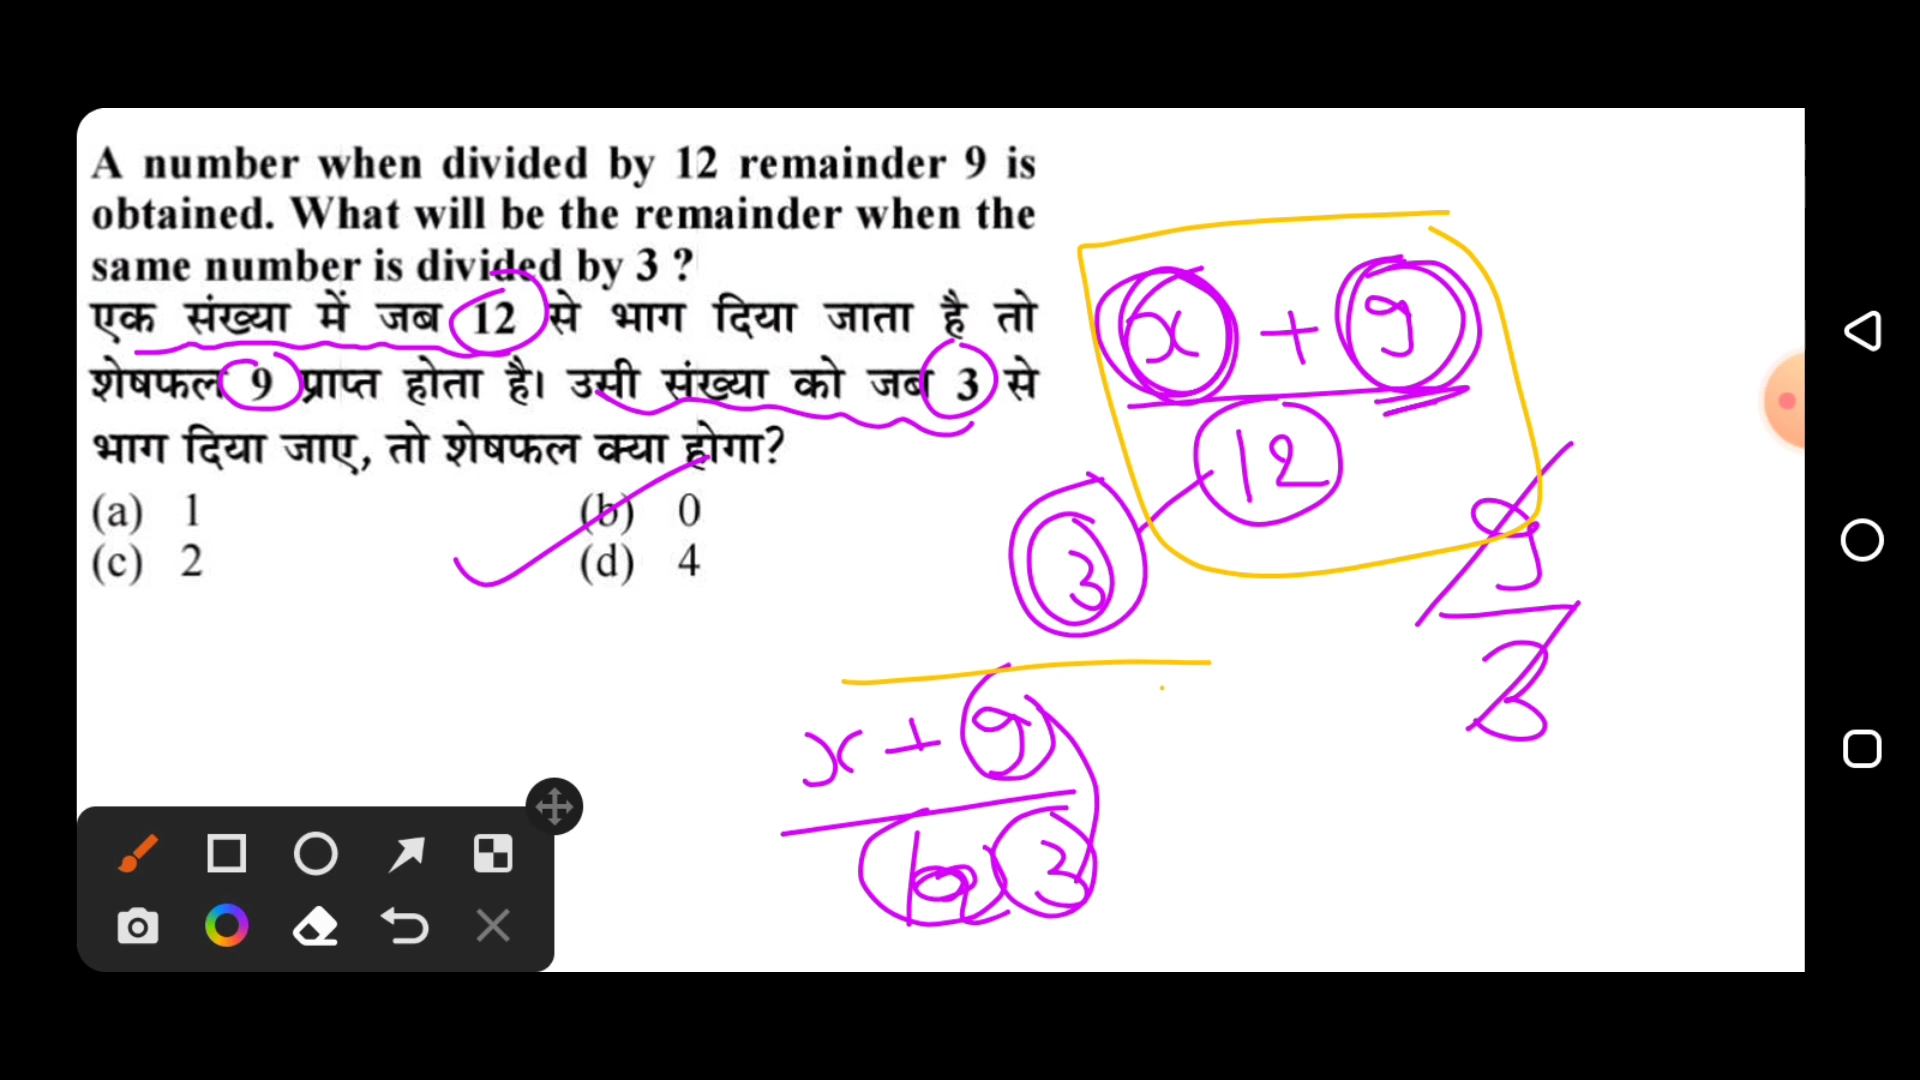 A number when divided by 12 remainder 9 is
obtained. What will be the remainder when the
same number is divided by 3 ?
एक संख्या में जब 12 से भाग दिया जाता है तो
शेषफल 9 प्राप्त होता है। उसी संख्या को जब 3 से
भाग दिया जाए, तो शेषफल क्या होगा?
(a) 1 (b) 0
(c) 2 (d) 4
x + 9
12
3
9
3
x + 9
3